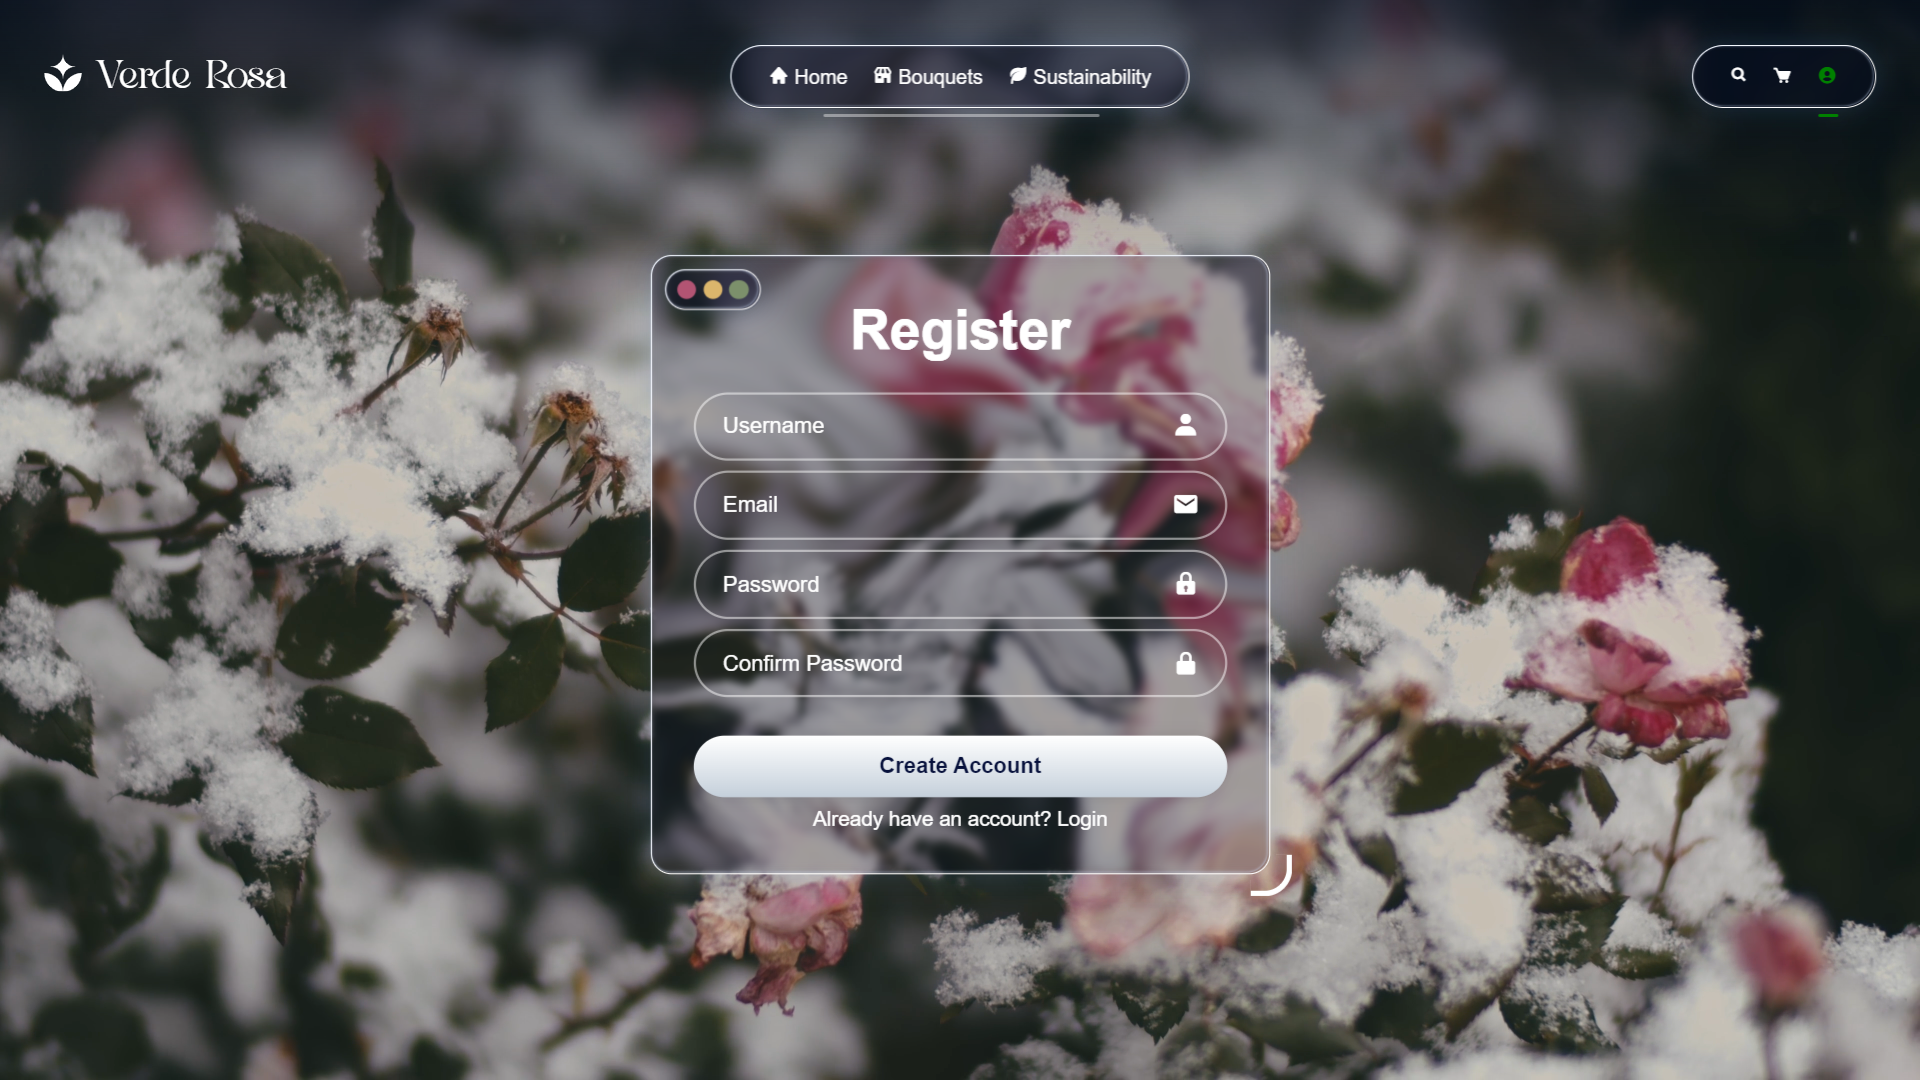 Verde Rosa
Home Bouquets Sustainability
Register
Username
Email
Password
Confirm Password
Create Account
Already have an account? Login